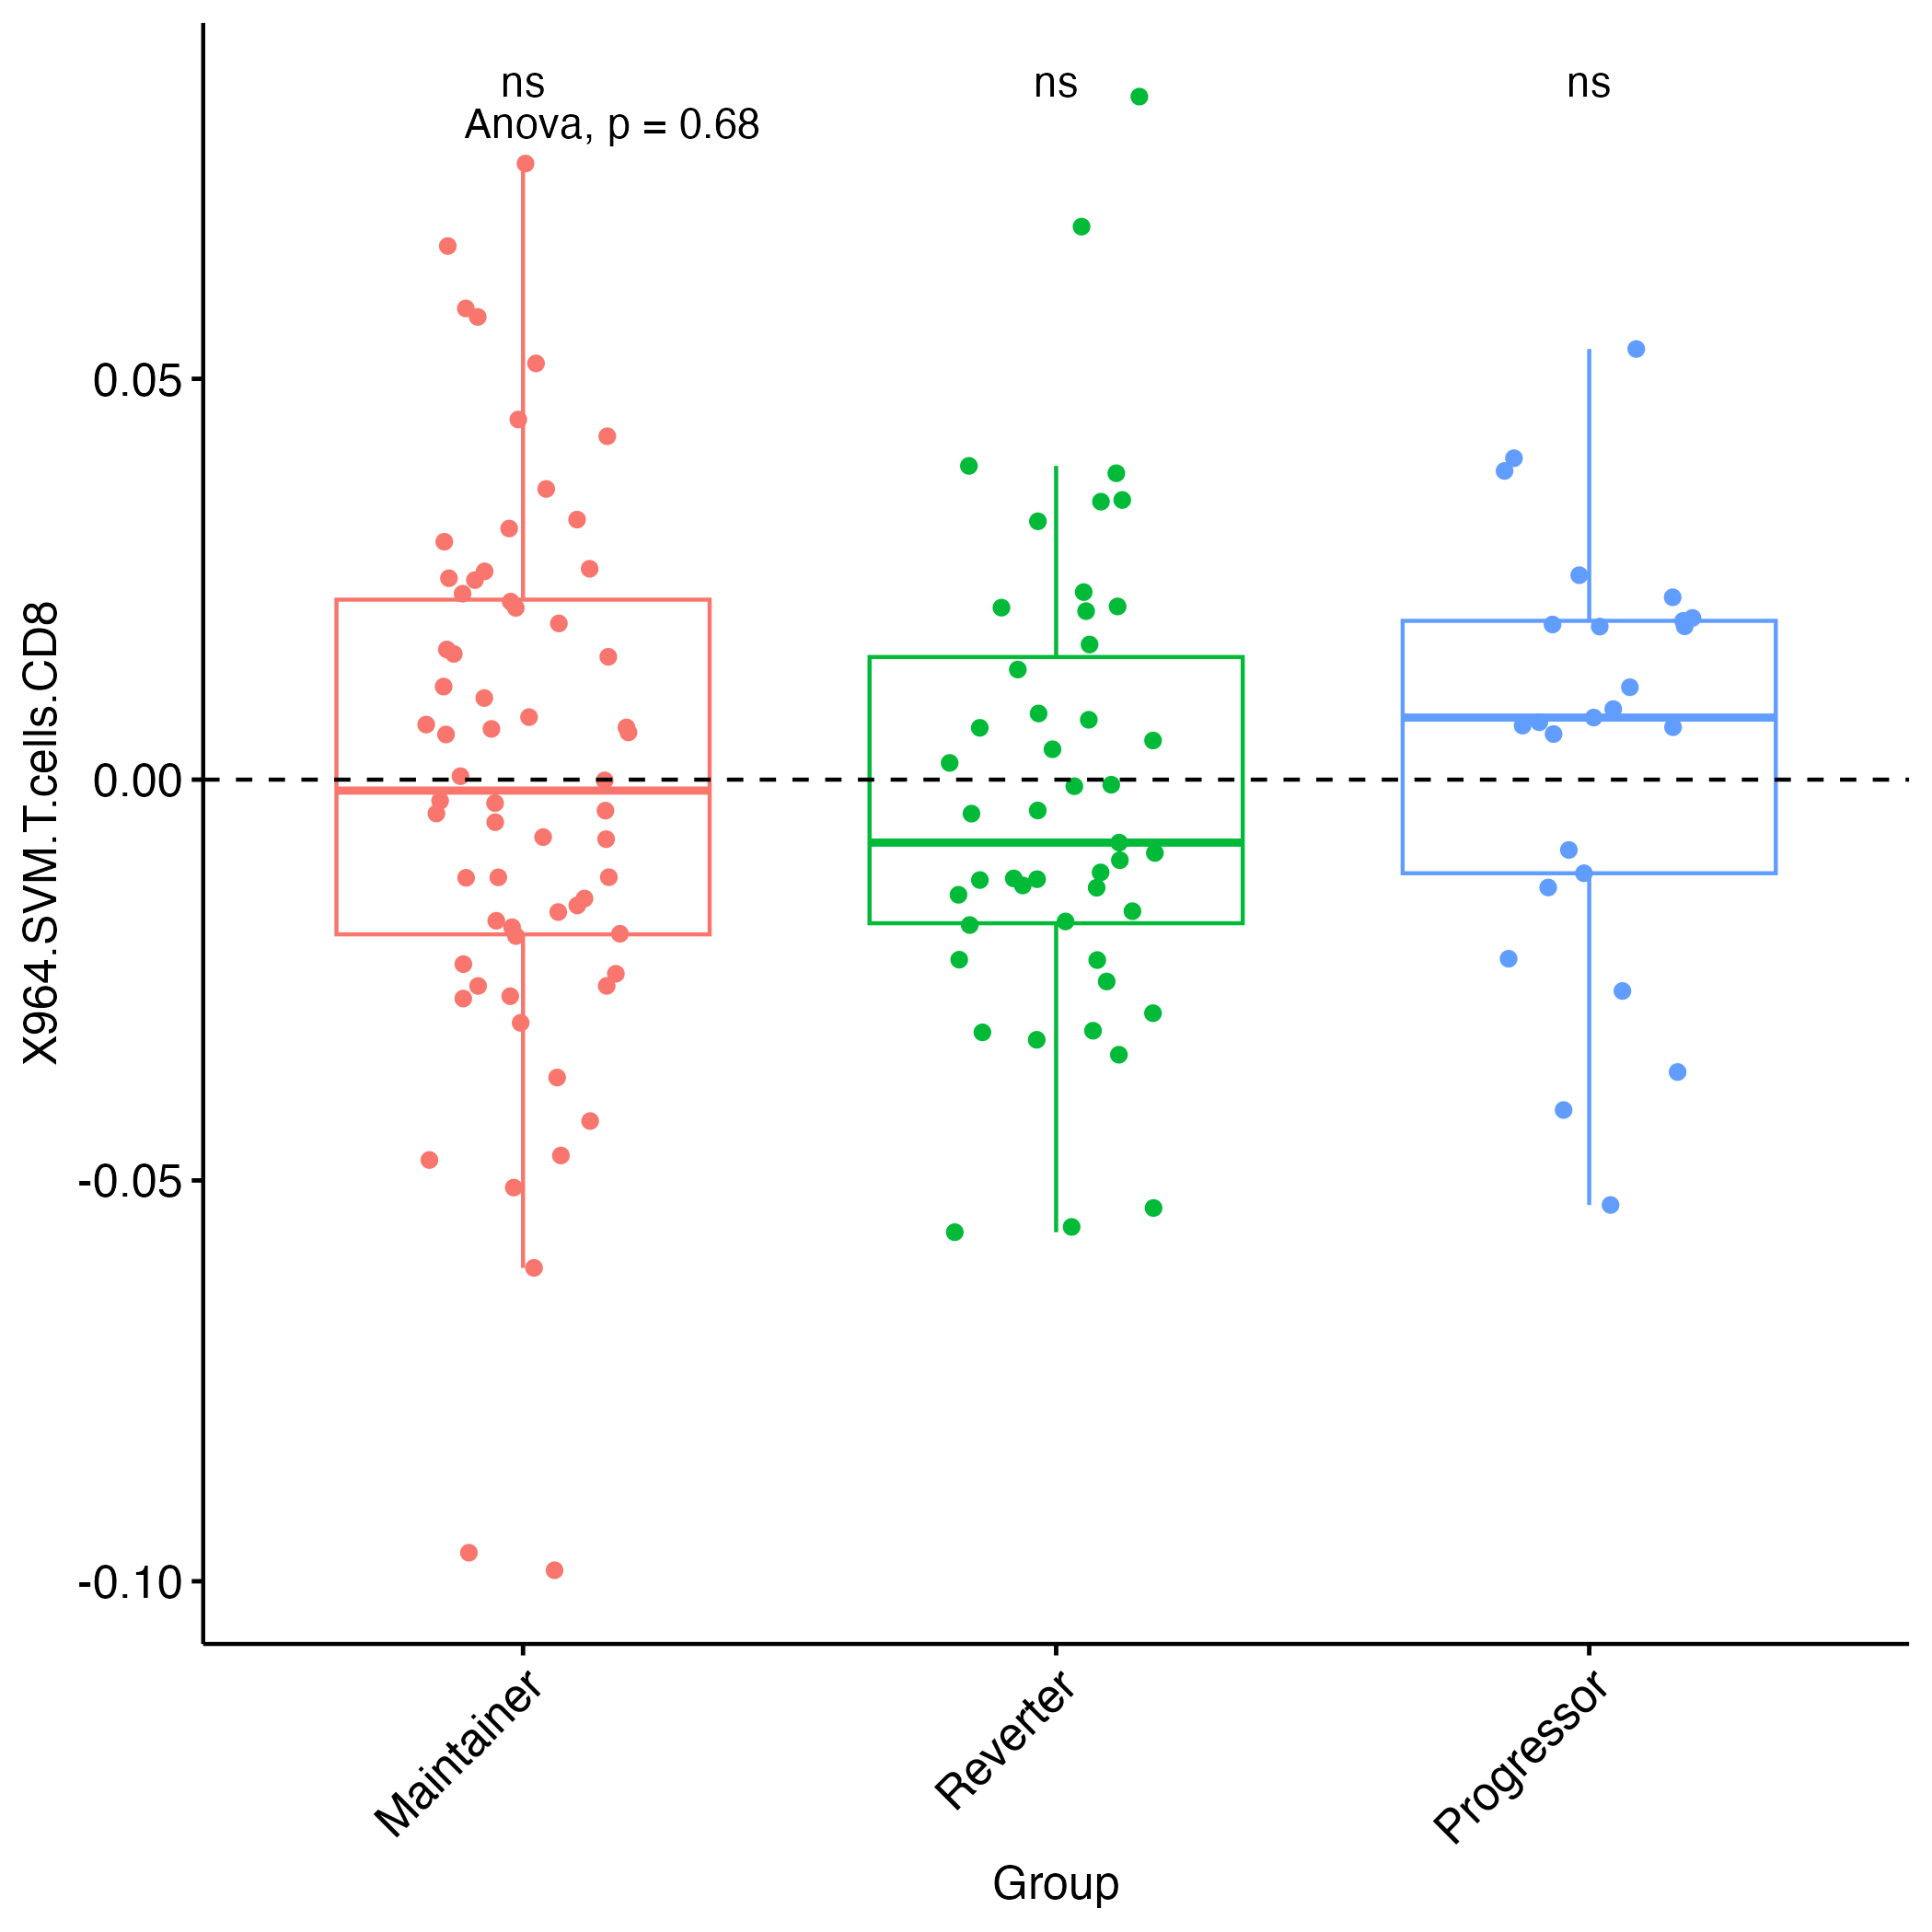 ns ns ns
Anova, p = 0.68
X964.SVM.T.cells.CD8
0.05
0.00
-0.05
-0.10
Maintainer
Reverter
Progressor
Group